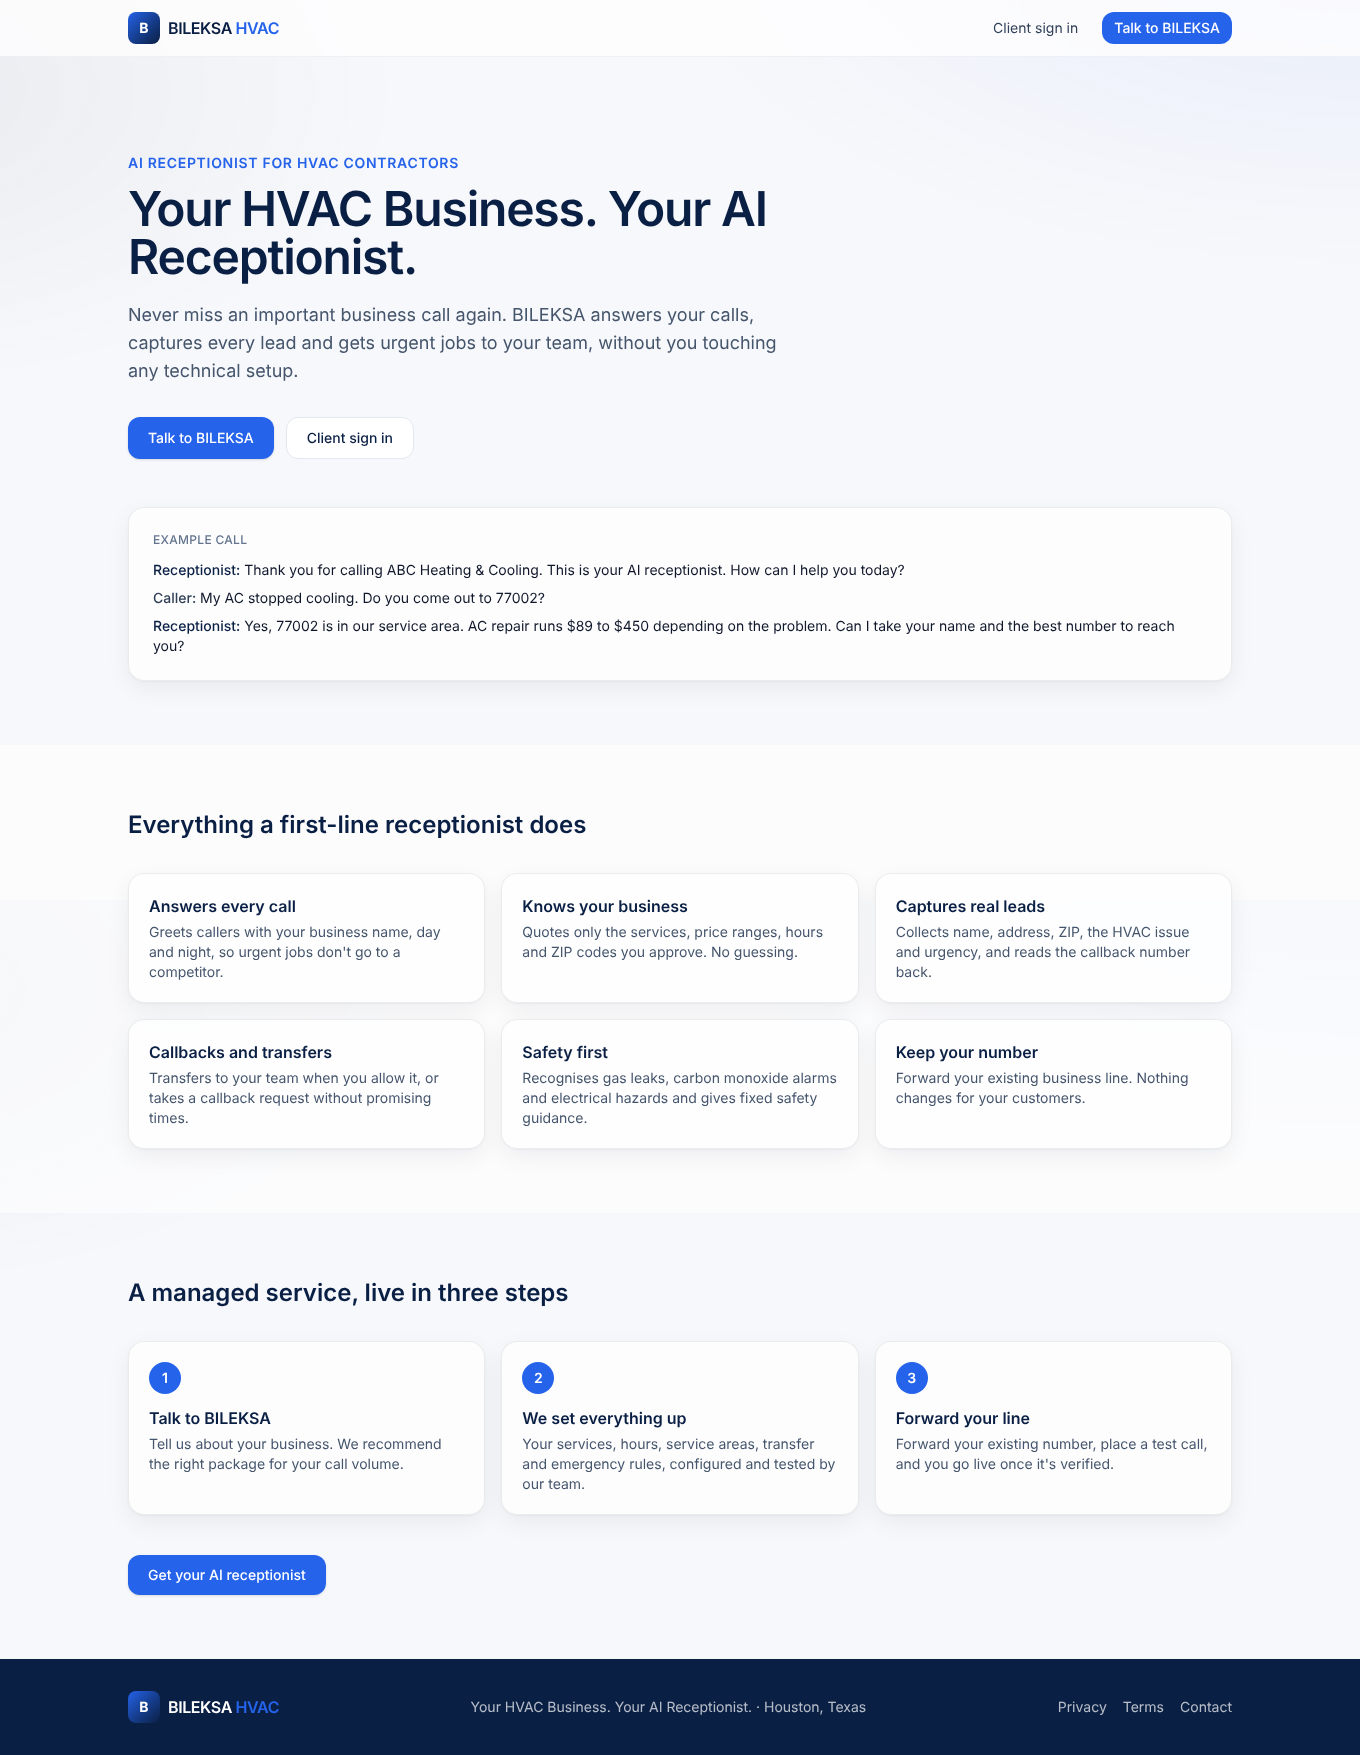 B BILEKSA HVAC
Client sign in
Talk to BILEKSA
AI RECEPTIONIST FOR HVAC CONTRACTORS
Your HVAC Business. Your AI
Receptionist.
Never miss an important business call again. BILEKSA answers your calls,
captures every lead and gets urgent jobs to your team, without you touching
any technical setup.
Talk to BILEKSA
Client sign in
EXAMPLE CALL
Receptionist: Thank you for calling ABC Heating & Cooling. This is your AI receptionist. How can I help you today?
Caller: My AC stopped cooling. Do you come out to 77002?
Receptionist: Yes, 77002 is in our service area. AC repair runs $89 to $450 depending on the problem. Can I take your name and the best number to reach
you?
Everything a first-line receptionist does
Answers every call
Greets callers with your business name, day
and night, so urgent jobs don't go to a
competitor.
Knows your business
Quotes only the services, price ranges, hours
and ZIP codes you approve. No guessing.
Captures real leads
Collects name, address, ZIP, the HVAC issue
and urgency, and reads the callback number
back.
Callbacks and transfers
Transfers to your team when you allow it, or
takes a callback request without promising
times.
Safety first
Recognises gas leaks, carbon monoxide alarms
and electrical hazards and gives fixed safety
guidance.
Keep your number
Forward your existing business line. Nothing
changes for your customers.
A managed service, live in three steps
1
Talk to BILEKSA
Tell us about your business. We recommend
the right package for your call volume.
2
We set everything up
Your services, hours, service areas, transfer
and emergency rules, configured and tested by
our team.
3
Forward your line
Forward your existing number, place a test call,
and you go live once it's verified.
Get your AI receptionist
B BILEKSA HVAC
Your HVAC Business. Your AI Receptionist. · Houston, Texas
Privacy
Terms
Contact